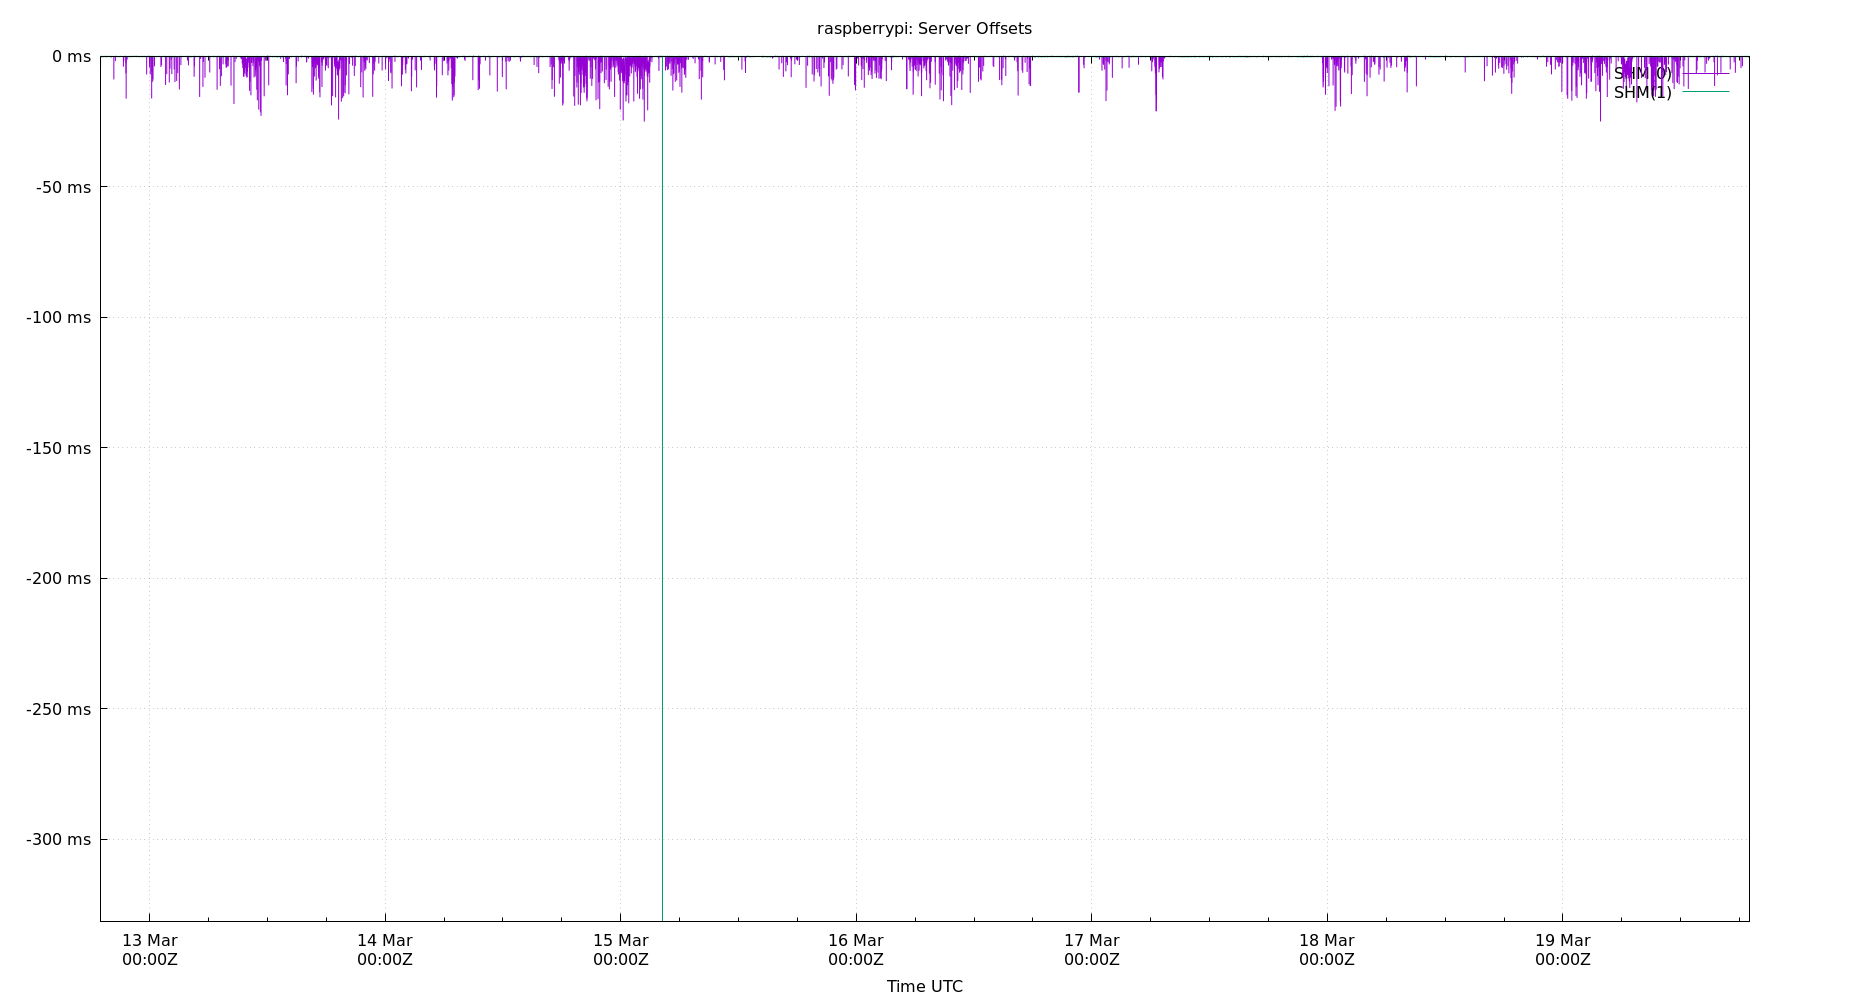 raspberrypi: Server Offsets
0 ms
SHM(0)
SHM(1)
-50 ms
-100 ms
-150 ms
-200 ms
-250 ms
-300 ms
13 Mar
00:00Z
14 Mar
00:00Z
15 Mar
00:00Z
16 Mar
00:00Z
17 Mar
00:00Z
18 Mar
00:00Z
19 Mar
00:00Z
Time UTC